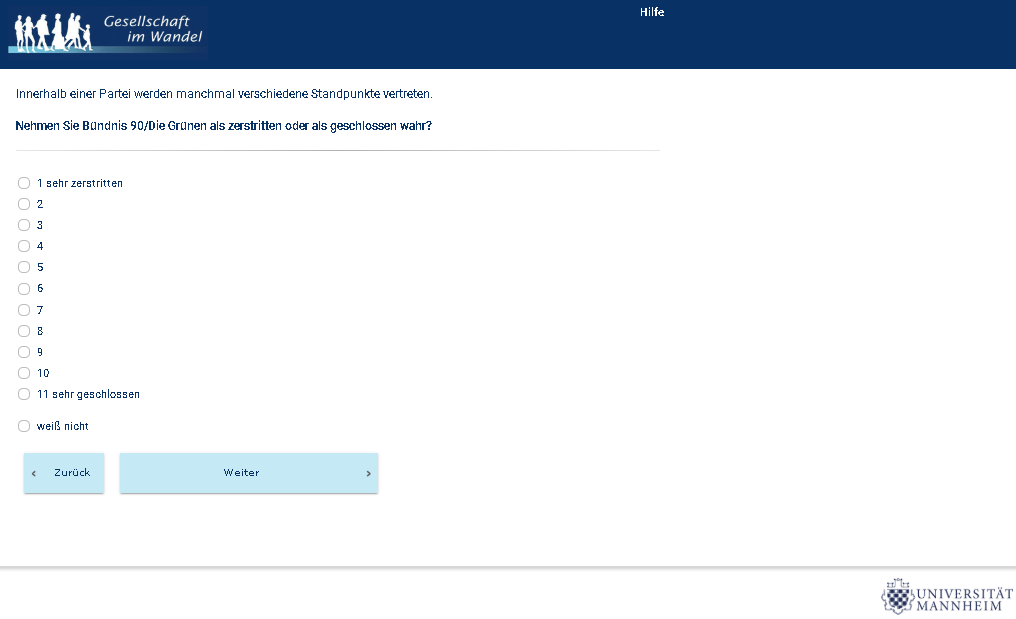 Gesellschaft
im Wandel
Hilfe
Innerhalb einer Partei werden manchmal verschiedene Standpunkte vertreten.
Nehmen Sie Bündnis 90/Die Grünen als zerstritten oder als geschlossen wahr?
1 sehr zerstritten
2
3
4
5
6
7
8
9
10
11 sehr geschlossen
weiß nicht
‹ Zurück
Weiter ›
UNIVERSITÄT
MANNHEIM